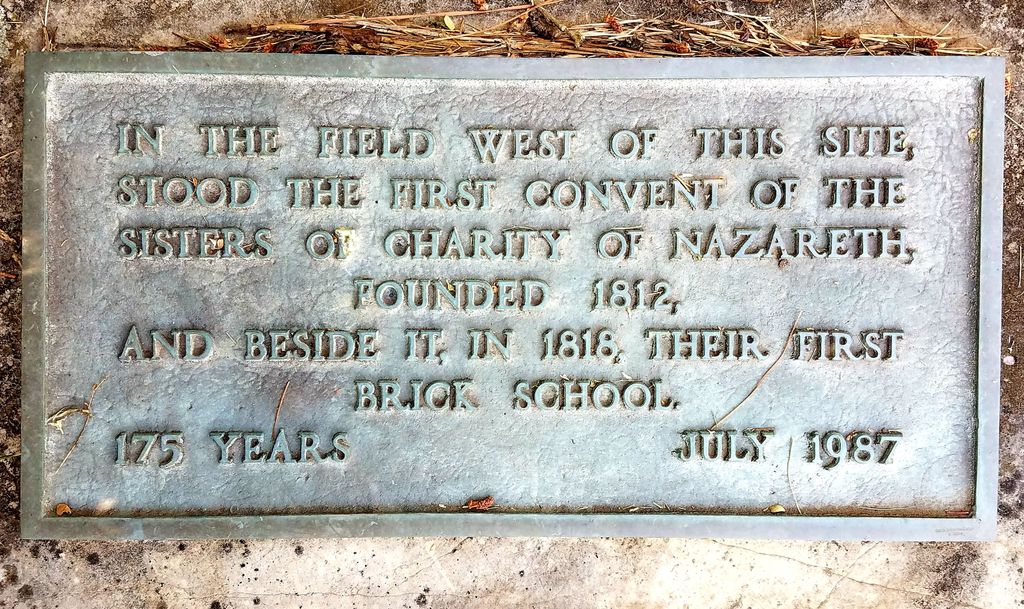 IN THE FIELD WEST OF THIS SITE,
STOOD THE FIRST CONVENT OF THE
SISTERS OF CHARITY OF NAZARETH,
FOUNDED 1812,
AND BESIDE IT, IN 1818, THEIR FIRST
BRICK SCHOOL.
175 YEARS JULY 1987